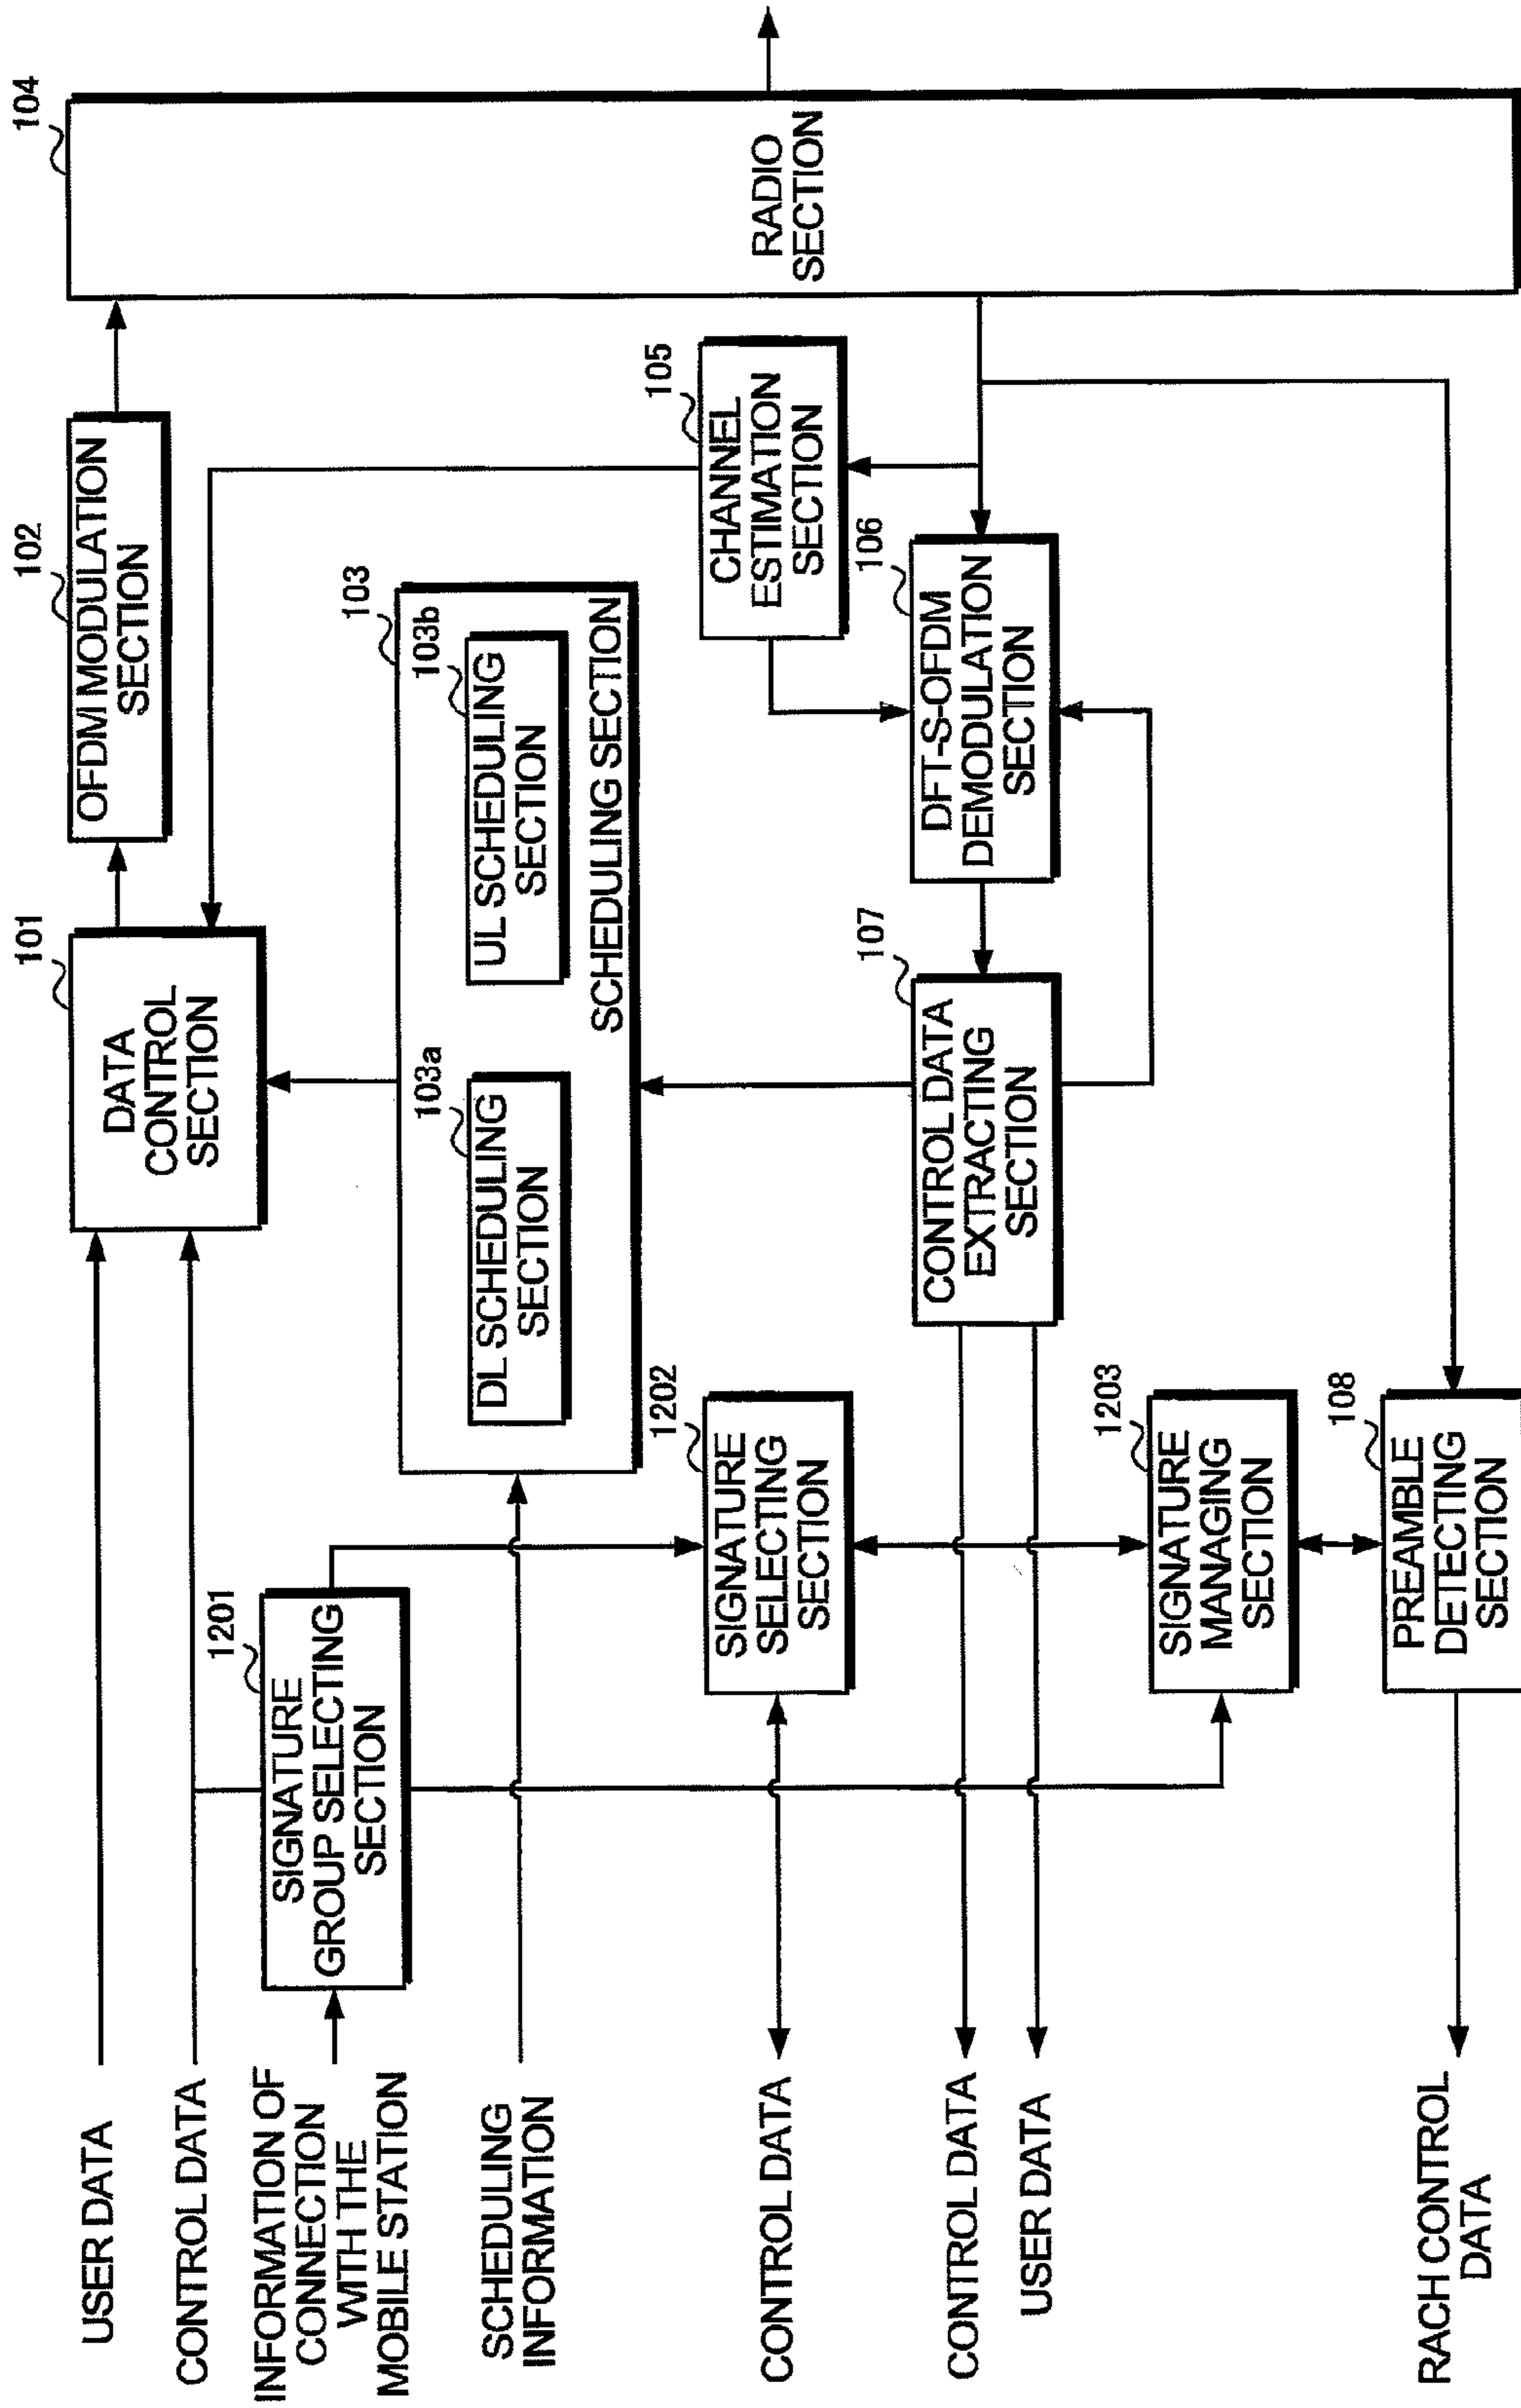 USER DATA
CONTROL DATA
INFORMATION OF
CONNECTION
WITH THE
MOBILE STATION
SCHEDULING
INFORMATION
CONTROL DATA
CONTROL DATA
USER DATA
RACH CONTROL
DATA
1201
SIGNATURE
GROUP SELECTING
SECTION
1202
SIGNATURE
SELECTING
SECTION
1203
SIGNATURE
MANAGING
SECTION
108
PREAMBLE
DETECTING
SECTION
101
DATA
CONTROL
SECTION
103
103a
DL SCHEDULING
SECTION
103b
UL SCHEDULING
SECTION
SCHEDULING SECTION
107
CONTROL DATA
EXTRACTING
SECTION
102
OFDM MODULATION
SECTION
105
CHANNEL
ESTIMATION
SECTION
106
DFT-S-OFDM
DEMODULATION
SECTION
104
RADIO
SECTION